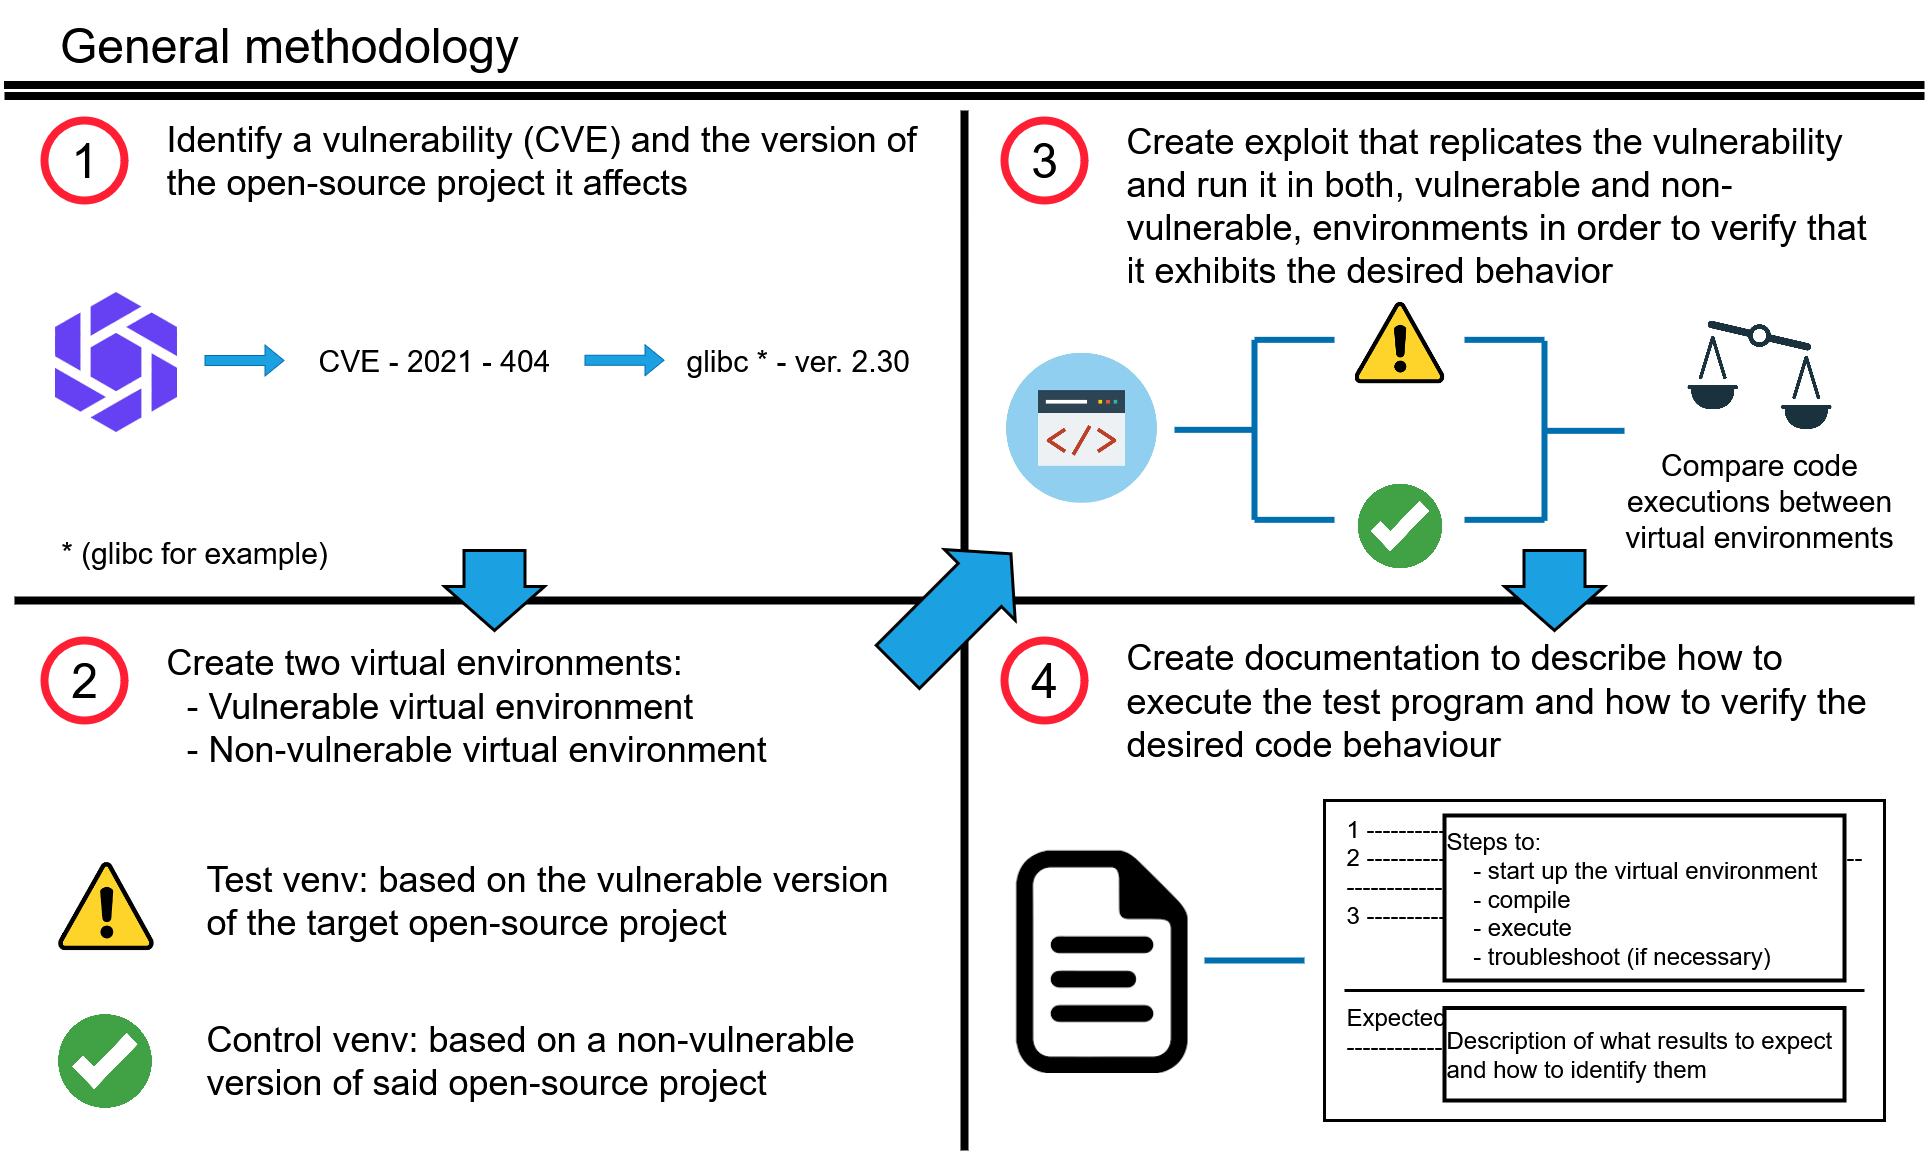 General methodology
1
Identify a vulnerability (CVE) and the version of
the open-source project it affects
CVE - 2021 - 404
glibc * - ver. 2.30
* (glibc for example)
2
Create two virtual environments:
- Vulnerable virtual environment
- Non-vulnerable virtual environment
Test venv: based on the vulnerable version
of the target open-source project
Control venv: based on a non-vulnerable
version of said open-source project
3
Create exploit that replicates the vulnerability
and run it in both, vulnerable and non-
vulnerable, environments in order to verify that
it exhibits the desired behavior
</>
Compare code
executions between
virtual environments
4
Create documentation to describe how to
execute the test program and how to verify the
desired code behaviour
1 ----------
2 ----------
------------
3 ----------
Steps to:
- start up the virtual environment
- compile
- execute
- troubleshoot (if necessary)
Expected
------------
Description of what results to expect
and how to identify them